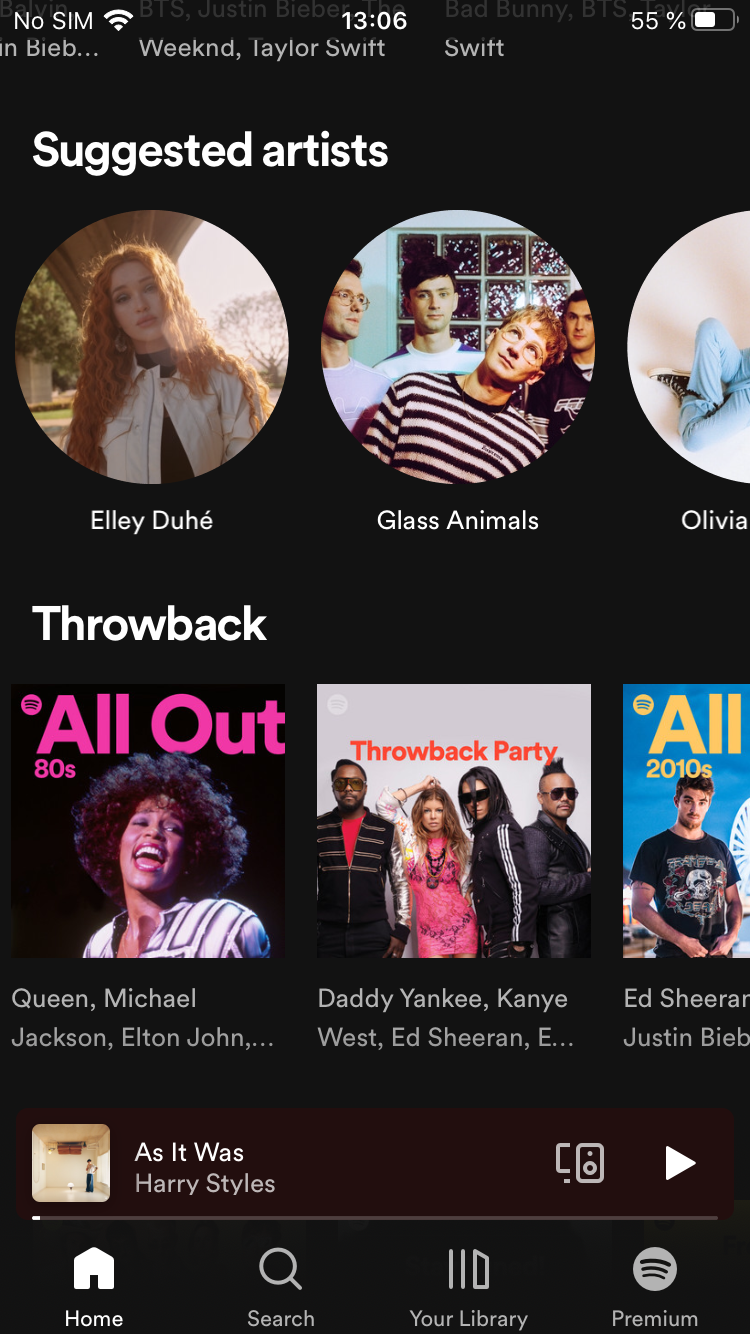 No SIM 13:06 55 %
Balvin, BTS, Justin Bieber, The Bad Bunny, BTS, Taylor
in Bieb... Weeknd, Taylor Swift Swift
Suggested artists
Elley Duhé Glass Animals Olivia
Throwback
All Out All
80s 2010s
Throwback Party
Queen, Michael Daddy Yankee, Kanye Ed Sheeran
Jackson, Elton John,... West, Ed Sheeran, E... Justin Bieb
As It Was
Harry Styles
Home Search Your Library Premium